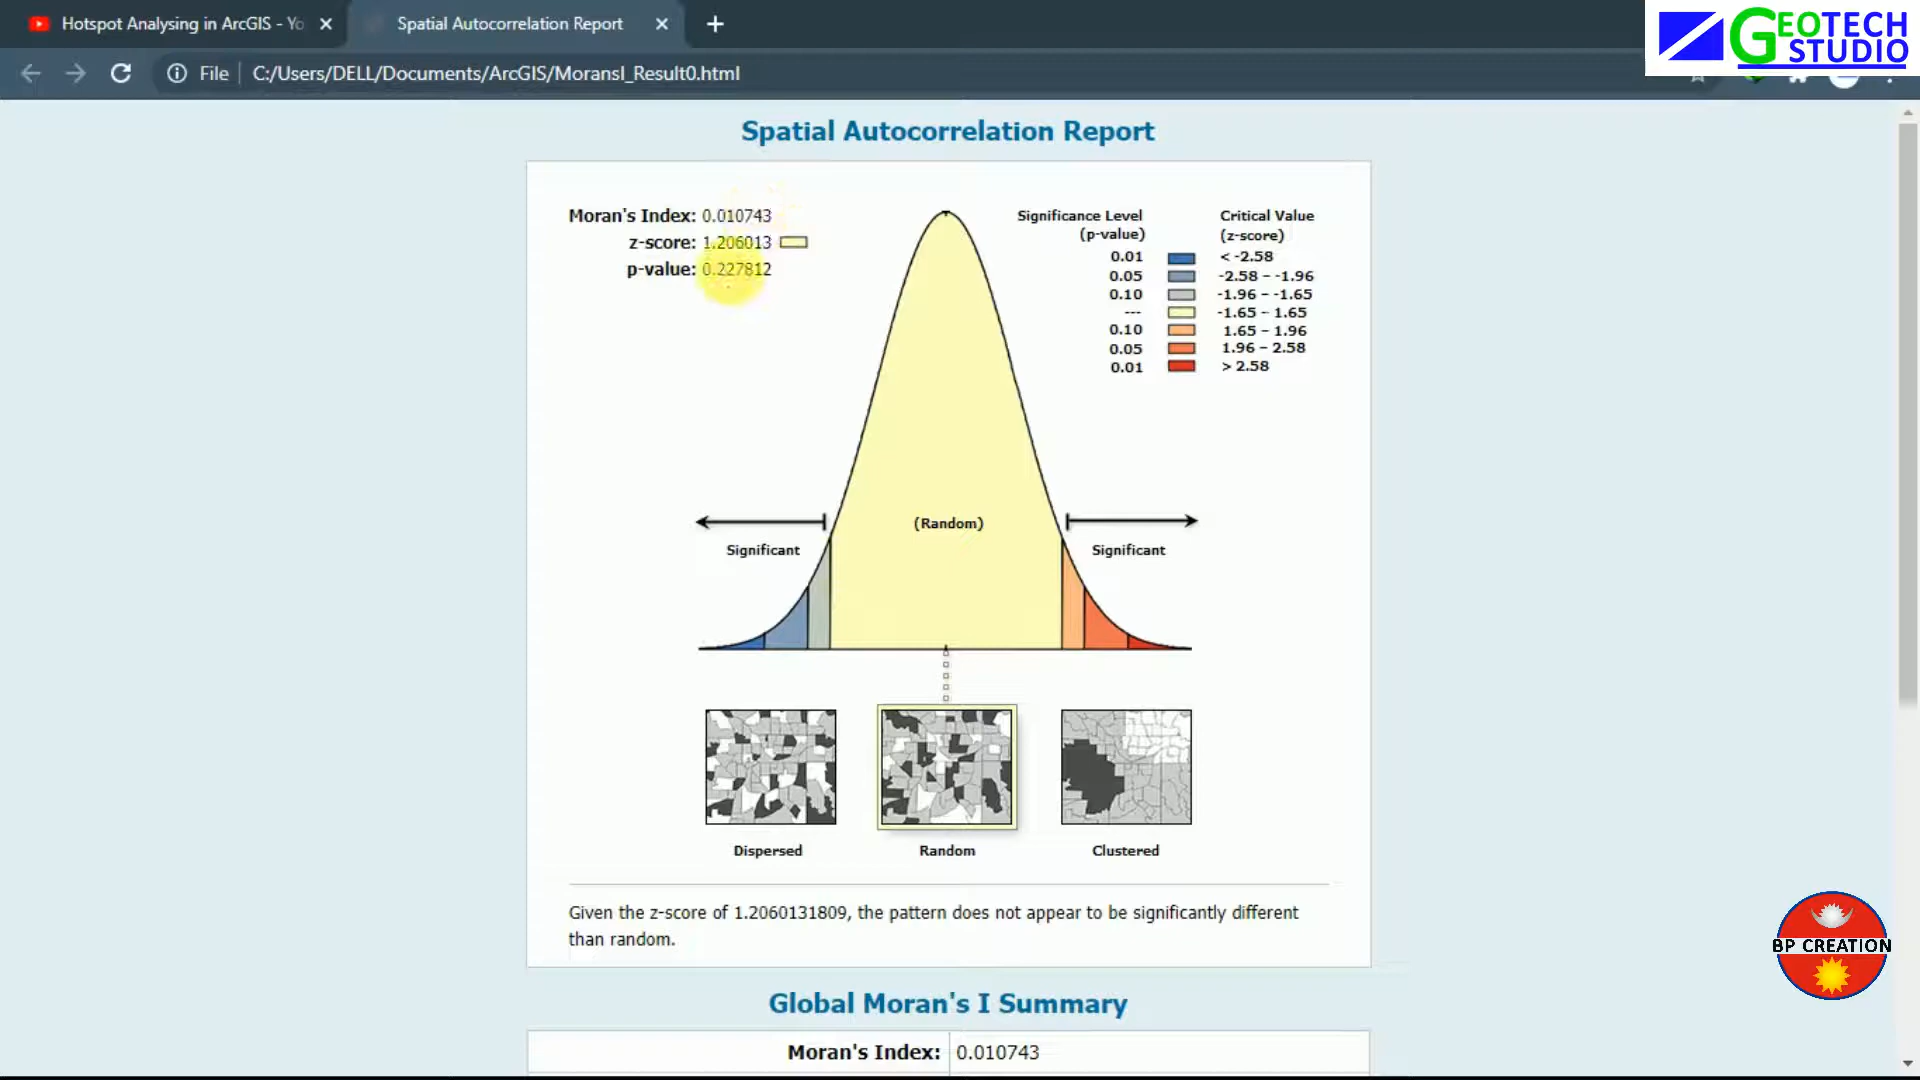 Hotspot Analysing in ArcGIS - Yo
Spatial Autocorrelation Report
GEOTECH
STUDIO
File
C:/Users/DELL/Documents/ArcGIS/MoransI_Result0.html
Spatial Autocorrelation Report
Moran's Index: 0.010743
z-score: 1.206013
p-value: 0.227812
Significance Level
(p-value)
Critical Value
(z-score)
0.01 < -2.58
0.05 -2.58 - -1.96
0.10 -1.96 - -1.65
--- -1.65 - 1.65
0.10 1.65 - 1.96
0.05 1.96 - 2.58
0.01 > 2.58
(Random)
Significant
Significant
Dispersed
Random
Clustered
Given the z-score of 1.2060131809, the pattern does not appear to be significantly different
than random.
BP CREATION
Global Moran's I Summary
Moran's Index: 0.010743